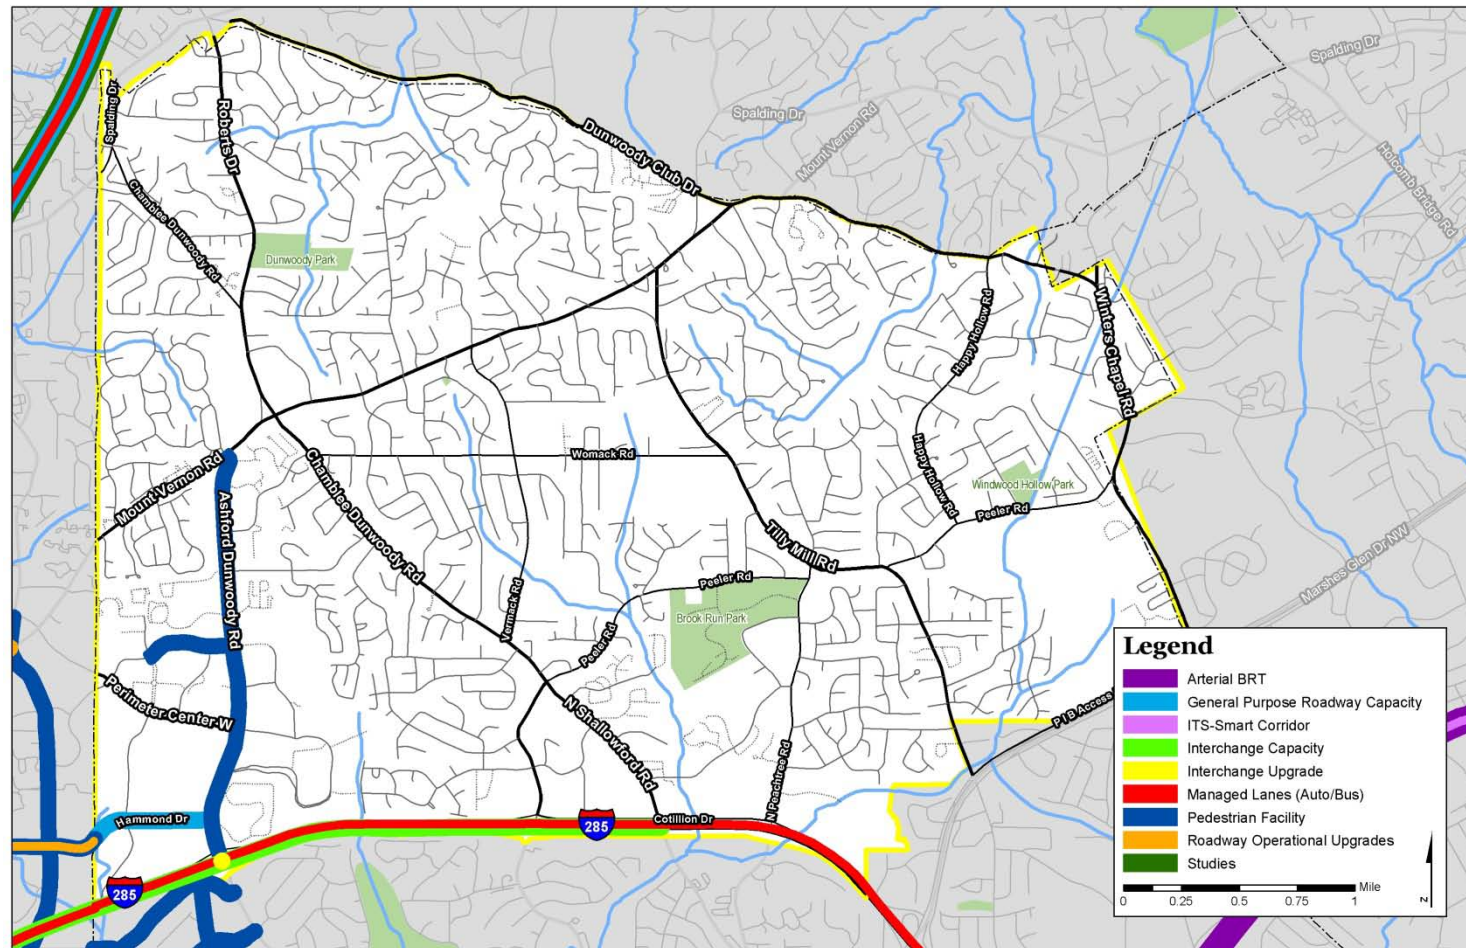 Spalding Dr
Spalding Dr
Roberts Dr
Spalding Dr
Mount Vernon Rd
Dunwoody Club Dr
Holcomb Bridge Rd
Chamblee Dunwoody Rd
Dunwoody Park
Happy Hollow Rd
Winters Chapel Rd
Mount Vernon Rd
Chamblee Dunwoody Rd
Womack Rd
Happy Hollow Rd
Windwood Hollow Park
Peeler Rd
Ashford Dunwoody Rd
Tilly Mill Rd
Marshes Glen Dr NW
Peeler Rd
Vermack Rd
Brook Run Park
Peeler Rd
Perimeter Center W
N Shallowford Rd
P I B Access
N Peachtree Rd
Hammond Dr
Cotillion Dr
285
285
Legend
Arterial BRT
General Purpose Roadway Capacity
ITS-Smart Corridor
Interchange Capacity
Interchange Upgrade
Managed Lanes (Auto/Bus)
Pedestrian Facility
Roadway Operational Upgrades
Studies
Mile
0 0.25 0.5 0.75 1
Z